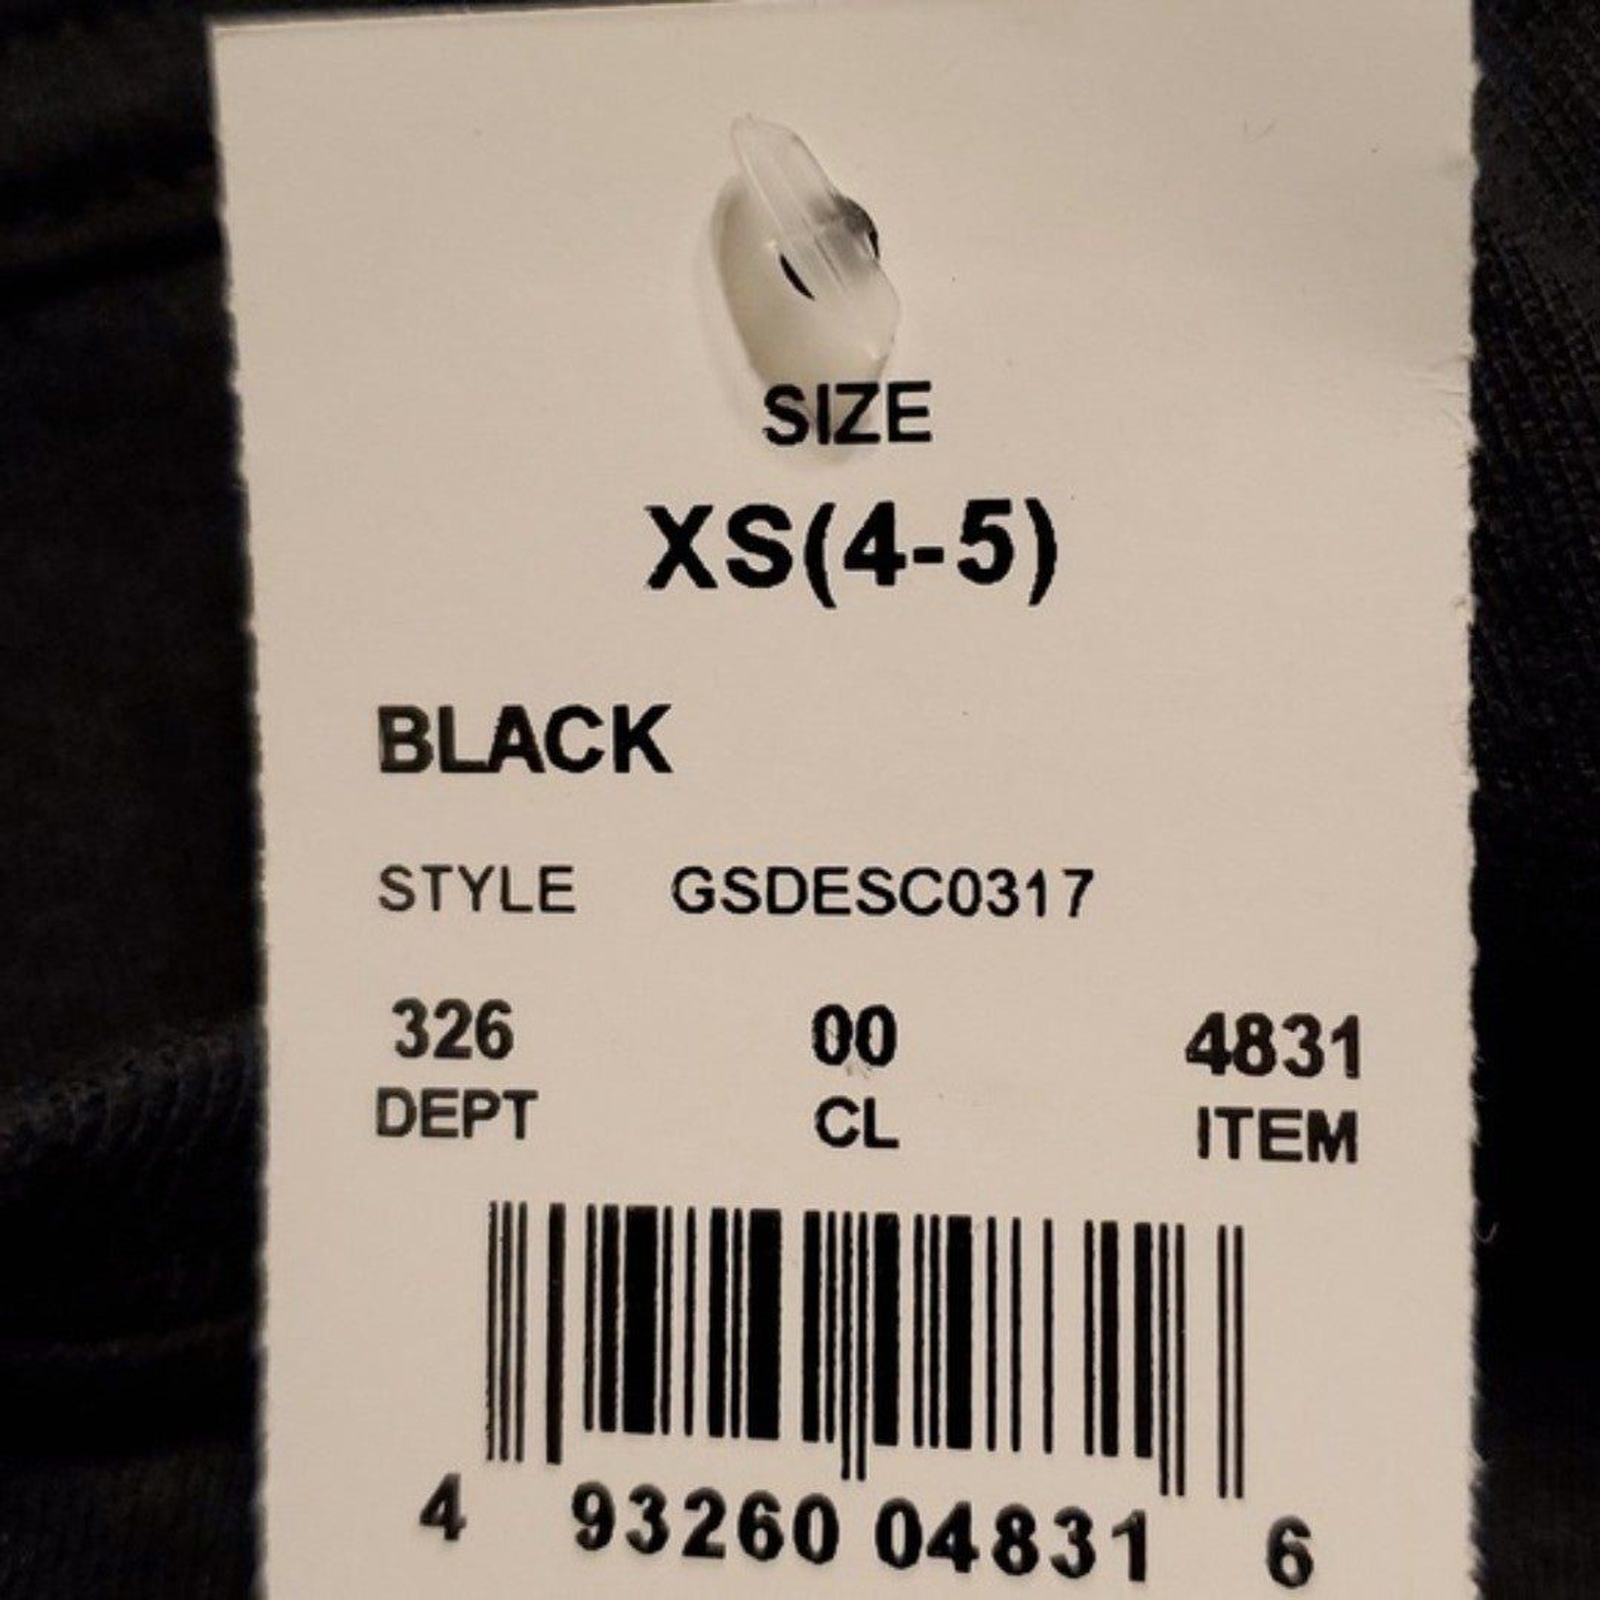 SIZE
XS(4-5)
BLACK
STYLE GSDESC0317
326 00 4831
DEPT CL ITEM
4 93260 04831 6